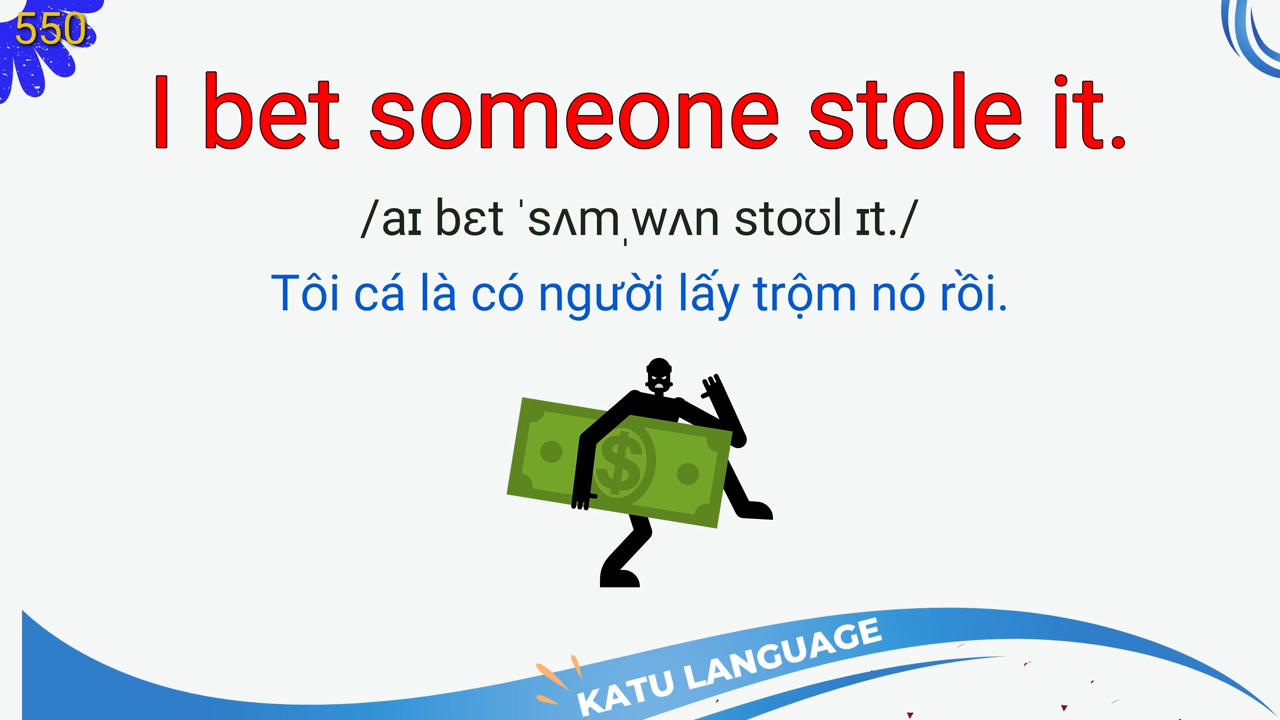 550
I bet someone stole it.
/aɪ bɛt ˈsʌmˌwʌn stoʊl ɪt./
Tôi cá là có người lấy trộm nó rồi.
$
KATU LANGUAGE